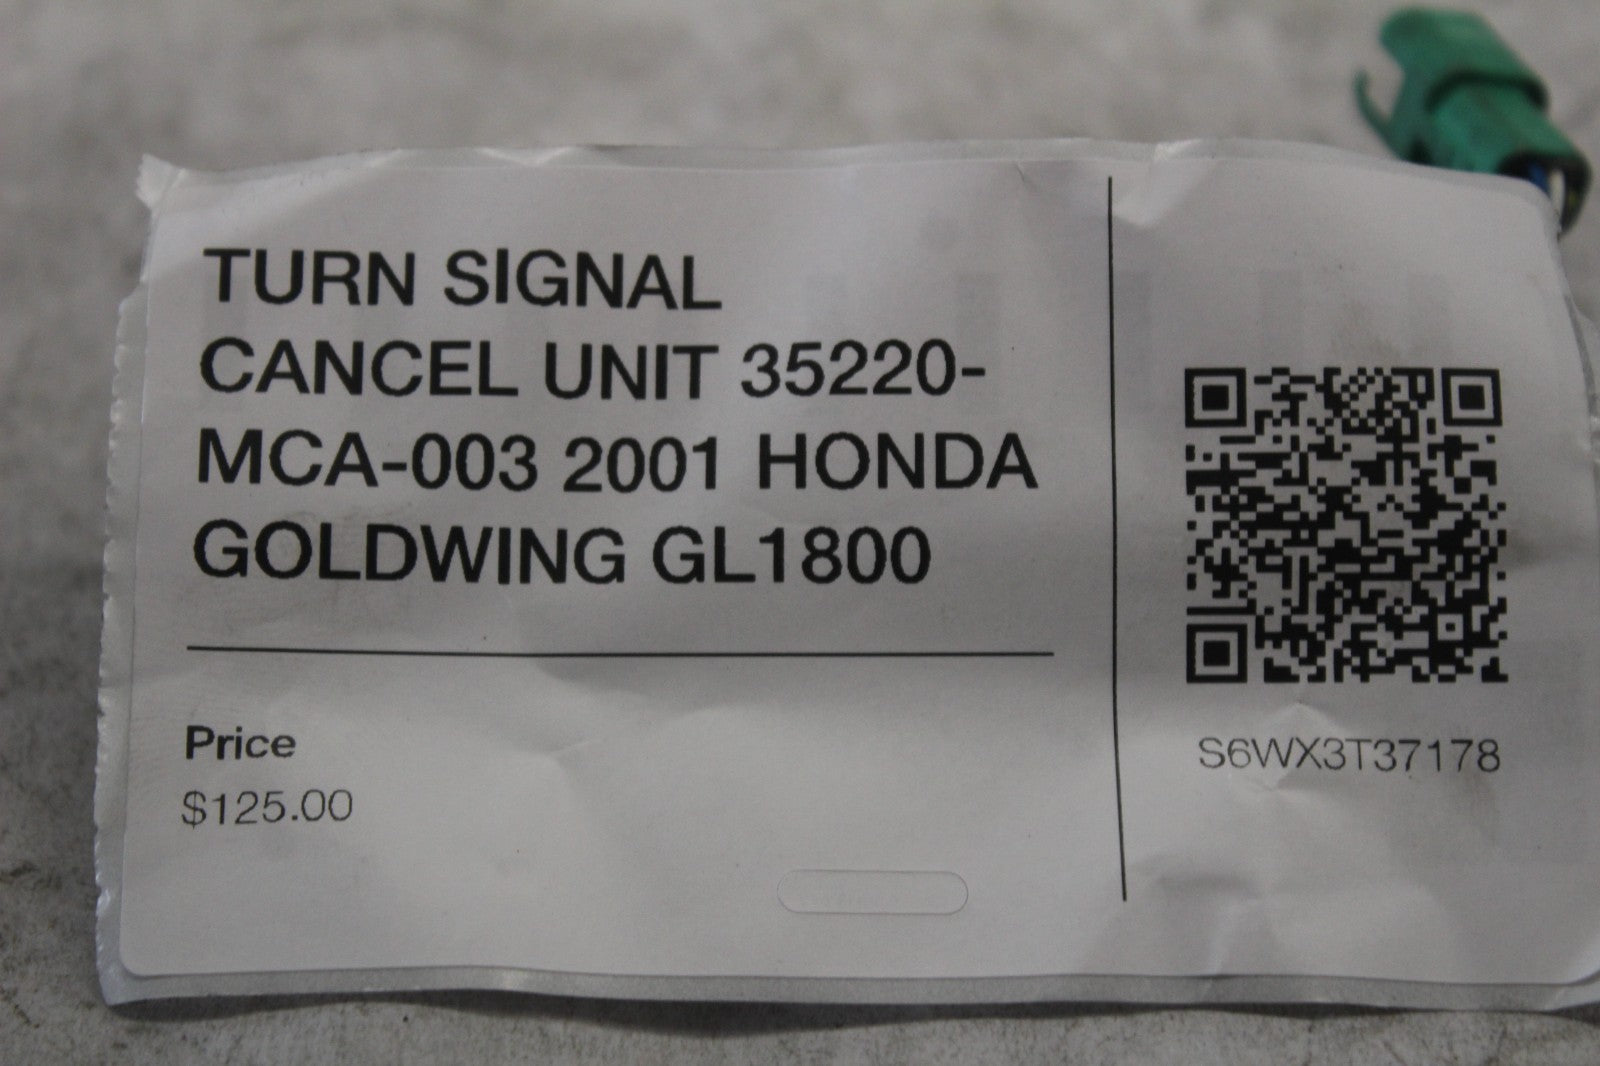 TURN SIGNAL
CANCEL UNIT 35220-
MCA-003 2001 HONDA
GOLDWING GL1800
Price
$125.00
S6WX3T37178